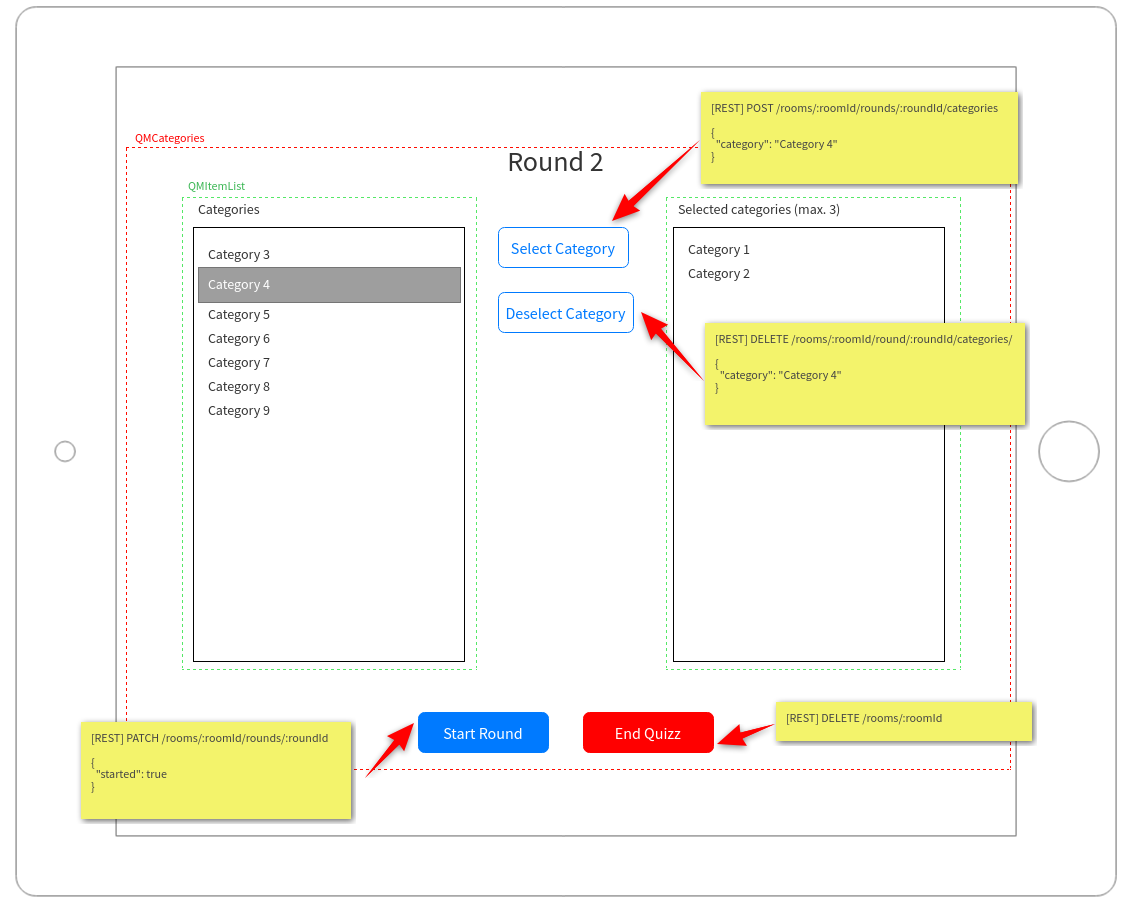 [REST] POST /rooms/:roomId/rounds/:roundId/categories
{
"category": "Category 4"
}
QMCategories
Round 2
QMItemList
Categories
Selected categories (max. 3)
Category 3
Category 4
Category 5
Category 6
Category 7
Category 8
Category 9
Select Category
Deselect Category
Category 1
Category 2
[REST] DELETE /rooms/:roomId/round/:roundId/categories/
{
"category": "Category 4"
}
[REST] PATCH /rooms/:roomId/rounds/:roundId
{
"started": true
}
Start Round
End Quizz
[REST] DELETE /rooms/:roomId